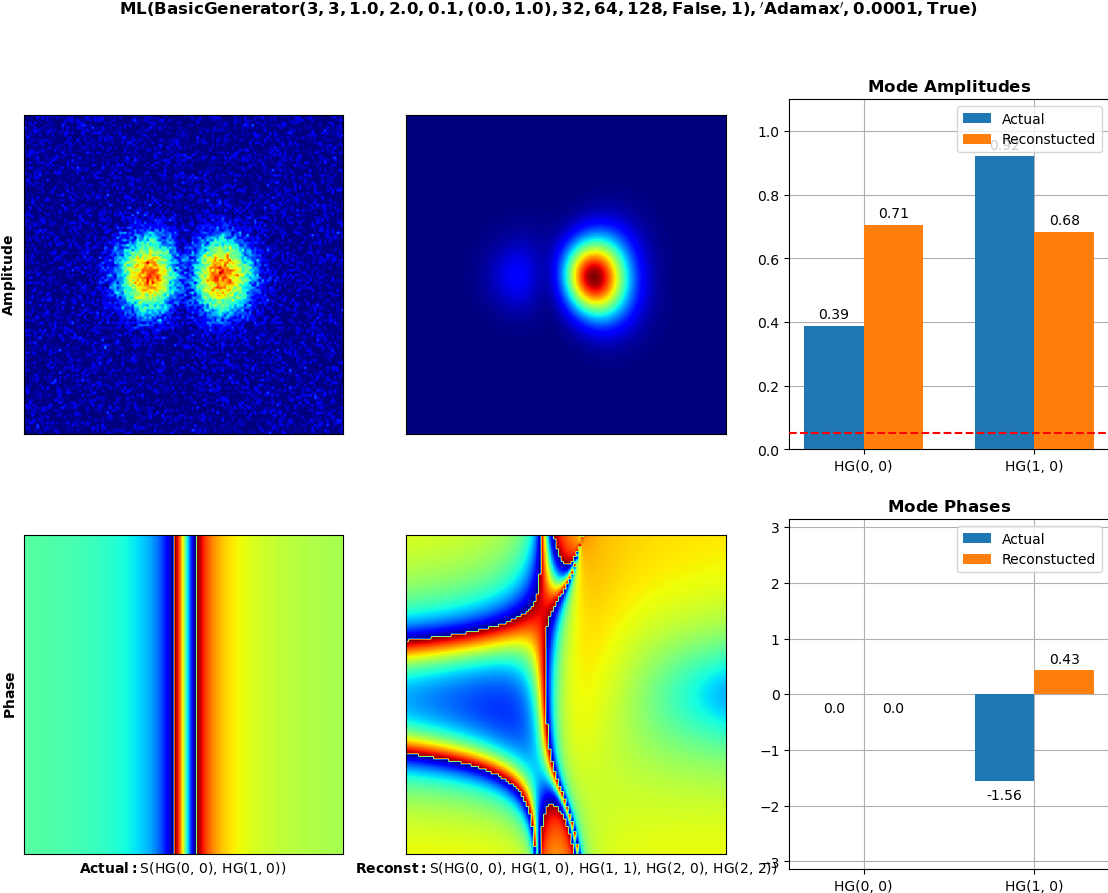 ML(BasicGenerator(3, 3, 1.0, 2.0, 0.1, (0.0, 1.0), 32, 64, 128, False, 1), ′Adamax′, 0.0001, True)
Amplitude
Mode Amplitudes
Actual
Reconstucted
1.0
0.8
0.6
0.4
0.2
0.0
0.39
0.71
0.92
0.68
HG(0, 0)
HG(1, 0)
Phase
Actual:S(HG(0, 0), HG(1, 0))
Reconst:S(HG(0, 0), HG(1, 0), HG(1, 1), HG(2, 0), HG(2, 2))
Mode Phases
Actual
Reconstucted
3
2
1
0
−1
−2
−3
0.0
0.0
-1.56
0.43
HG(0, 0)
HG(1, 0)